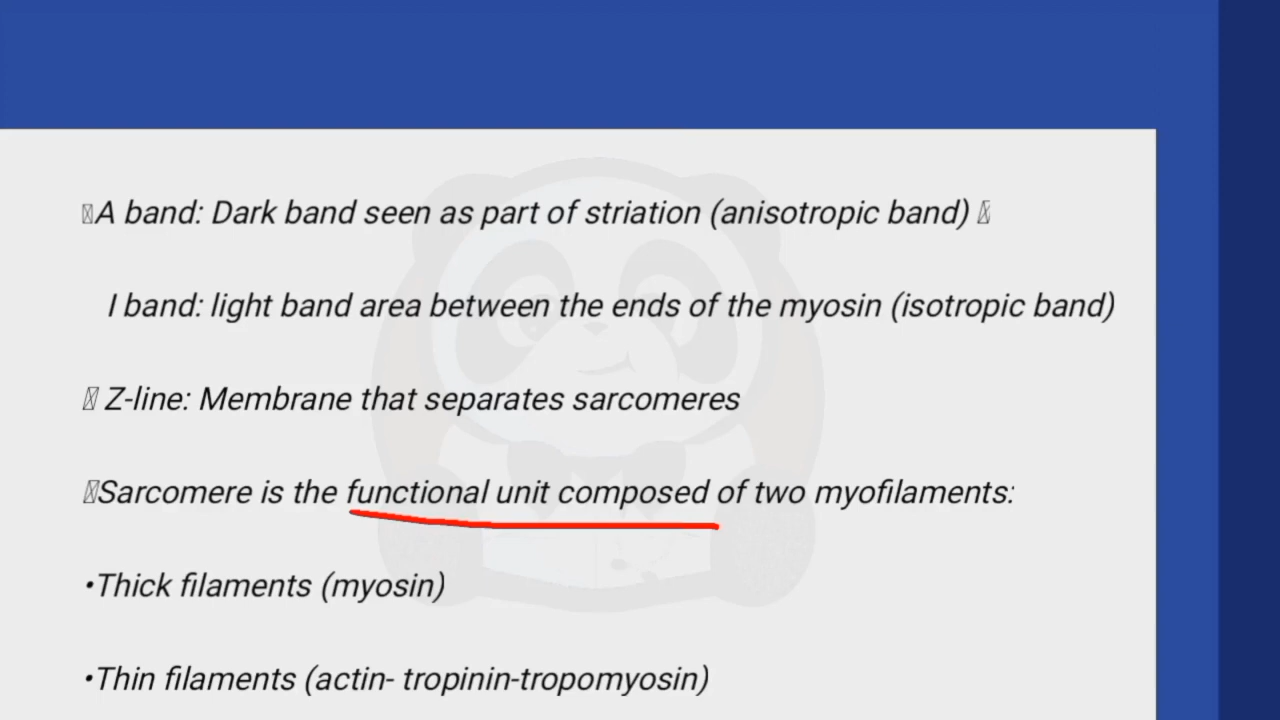 A band: Dark band seen as part of striation (anisotropic band)
I band: light band area between the ends of the myosin (isotropic band)
Z-line: Membrane that separates sarcomeres
Sarcomere is the functional unit composed of two myofilaments:
•Thick filaments (myosin)
•Thin filaments (actin- tropinin-tropomyosin)